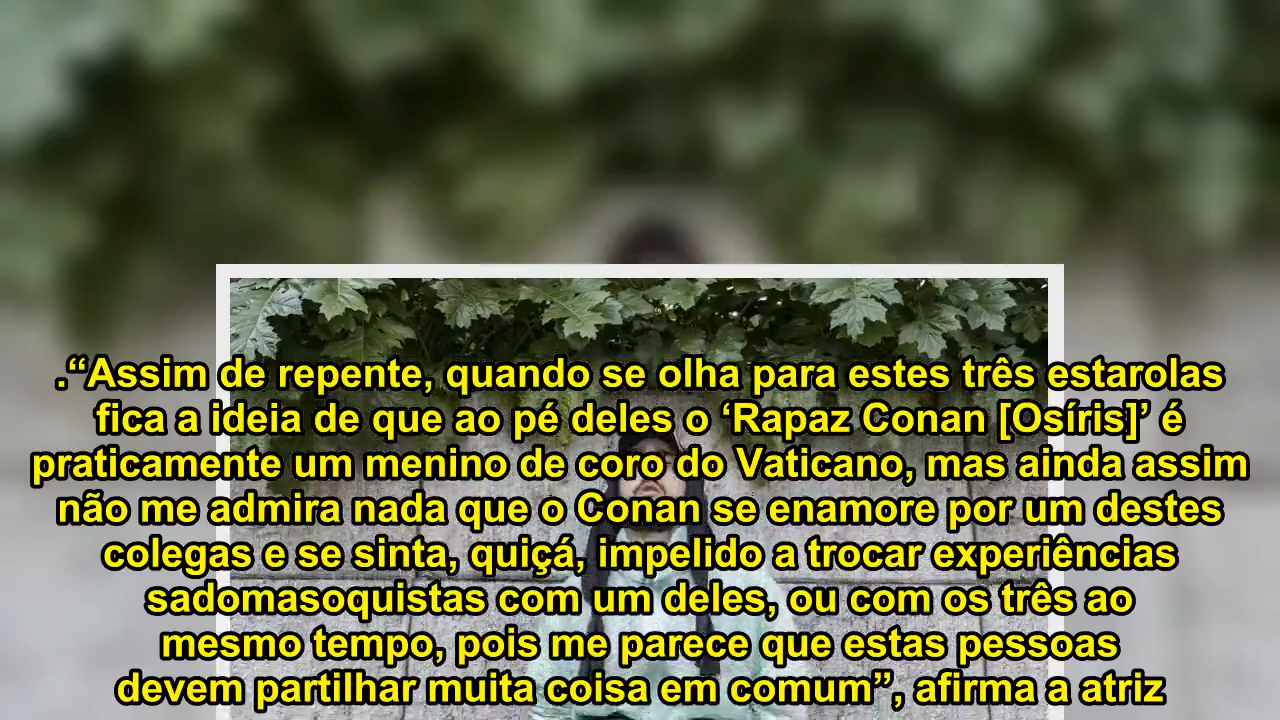 .“Assim de repente, quando se olha para estes três estarolas
fica a ideia de que ao pé deles o ‘Rapaz Conan [Osíris]’ é
praticamente um menino de coro do Vaticano, mas ainda assim
não me admira nada que o Conan se enamore por um destes
colegas e se sinta, quiçá, impelido a trocar experiências
sadomasoquistas com um deles, ou com os três ao
mesmo tempo, pois me parece que estas pessoas
devem partilhar muita coisa em comum”, afirma a atriz